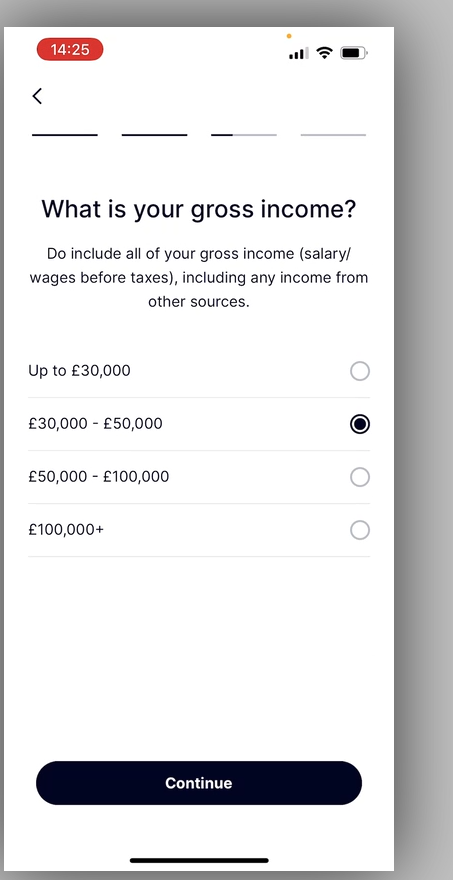 14:25
What is your gross income?
Do include all of your gross income (salary/
wages before taxes), including any income from
other sources.
Up to £30,000
£30,000 - £50,000
£50,000 - £100,000
£100,000+
Continue